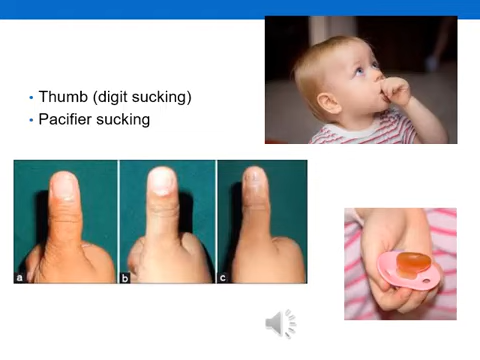 • Thumb (digit sucking)
• Pacifier sucking
a b c